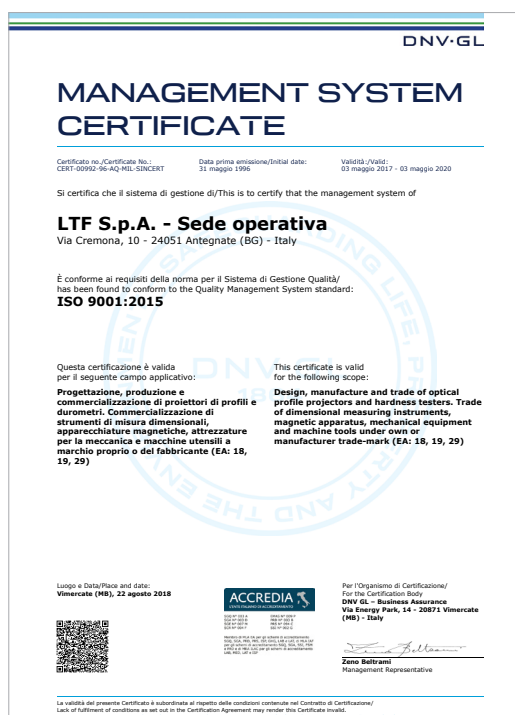 DNV·GL
MANAGEMENT SYSTEM
CERTIFICATE
Certificato no./Certificate No.:
CERT-00992-96-AQ-MIL-SINCERT
Data prima emissione/Initial date:
31 maggio 1996
Validità:/Valid:
03 maggio 2017 - 03 maggio 2020
Si certifica che il sistema di gestione di/This is to certify that the management system of
LTF S.p.A. - Sede operativa
Via Cremona, 10 - 24051 Antegnate (BG) - Italy
È conforme ai requisiti della norma per il Sistema di Gestione Qualità/
has been found to conform to the Quality Management System standard:
ISO 9001:2015
Questa certificazione è valida
per il seguente campo applicativo:
Progettazione, produzione e
commercializzazione di proiettori di profili e
durometri. Commercializzazione di
strumenti di misura dimensionali,
apparecchiature magnetiche, attrezzature
per la meccanica e macchine utensili a
marchio proprio o del fabbricante (EA: 18,
19, 29)
This certificate is valid
for the following scope:
Design, manufacture and trade of optical
profile projectors and hardness testers. Trade
of dimensional measuring instruments,
magnetic apparatus, mechanical equipment
and machine tools under own or
manufacturer trade-mark (EA: 18, 19, 29)
DNV·GL
Luogo e Data/Place and date:
Vimercate (MB), 22 agosto 2018
ACCREDIA
L'ENTE ITALIANO DI ACCREDITAMENTO
Per l'Organismo di Certificazione/
For the Certification Body
DNV GL – Business Assurance
Via Energy Park, 14 - 20871 Vimercate
(MB) - Italy
Zeno Beltrami
Zeno Beltrami
Management Representative
La validità del presente Certificato è subordinata al rispetto delle condizioni contenute nel Contratto di Certificazione/
Lack of fulfilment of conditions as set out in the Certification Agreement may render this Certificate invalid.